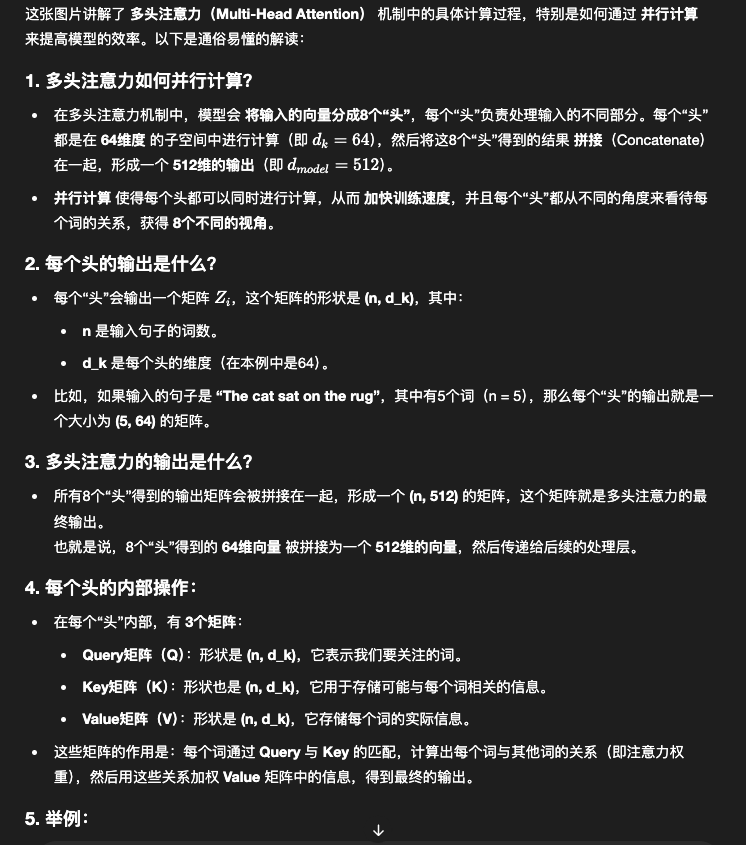 这张图片讲解了 多头注意力（Multi-Head Attention） 机制中的具体计算过程，特别是如何通过 并行计算
来提高模型的效率。以下是通俗易懂的解读：
1. 多头注意力如何并行计算？
• 在多头注意力机制中，模型会 将输入的向量分成8个“头”，每个“头”负责处理输入的不同部分。每个“头”
都是在 64维度 的子空间中进行计算（即 d_k = 64），然后将这8个“头”得到的结果 拼接（Concatenate）
在一起，形成一个 512维的输出（即 d_{model} = 512）。
• 并行计算 使得每个头都可以同时进行计算，从而 加快训练速度，并且每个“头”都从不同的角度来看待每
个词的关系，获得 8个不同的视角。
2. 每个头的输出是什么？
• 每个“头”会输出一个矩阵 Z_i，这个矩阵的形状是 (n, d_k)，其中：
• n 是输入句子的词数。
• d_k 是每个头的维度（在本例中是64）。
• 比如，如果输入的句子是 “The cat sat on the rug”，其中有5个词（n = 5），那么每个“头”的输出就是一
个大小为 (5, 64) 的矩阵。
3. 多头注意力的输出是什么？
• 所有8个“头”得到的输出矩阵会被拼接在一起，形成一个 (n, 512) 的矩阵，这个矩阵就是多头注意力的最
终输出。
也就是说，8个“头”得到的 64维向量 被拼接为一个 512维的向量，然后传递给后续的处理层。
4. 每个头的内部操作：
• 在每个“头”内部，有 3个矩阵：
• Query矩阵（Q）：形状是 (n, d_k)，它表示我们要关注的词。
• Key矩阵（K）：形状也是 (n, d_k)，它用于存储可能与每个词相关的信息。
• Value矩阵（V）：形状是 (n, d_k)，它存储每个词的实际信息。
• 这些矩阵的作用是：每个词通过 Query 与 Key 的匹配，计算出每个词与其他词的关系（即注意力权
重），然后用这些关系加权 Value 矩阵中的信息，得到最终的输出。
5. 举例：